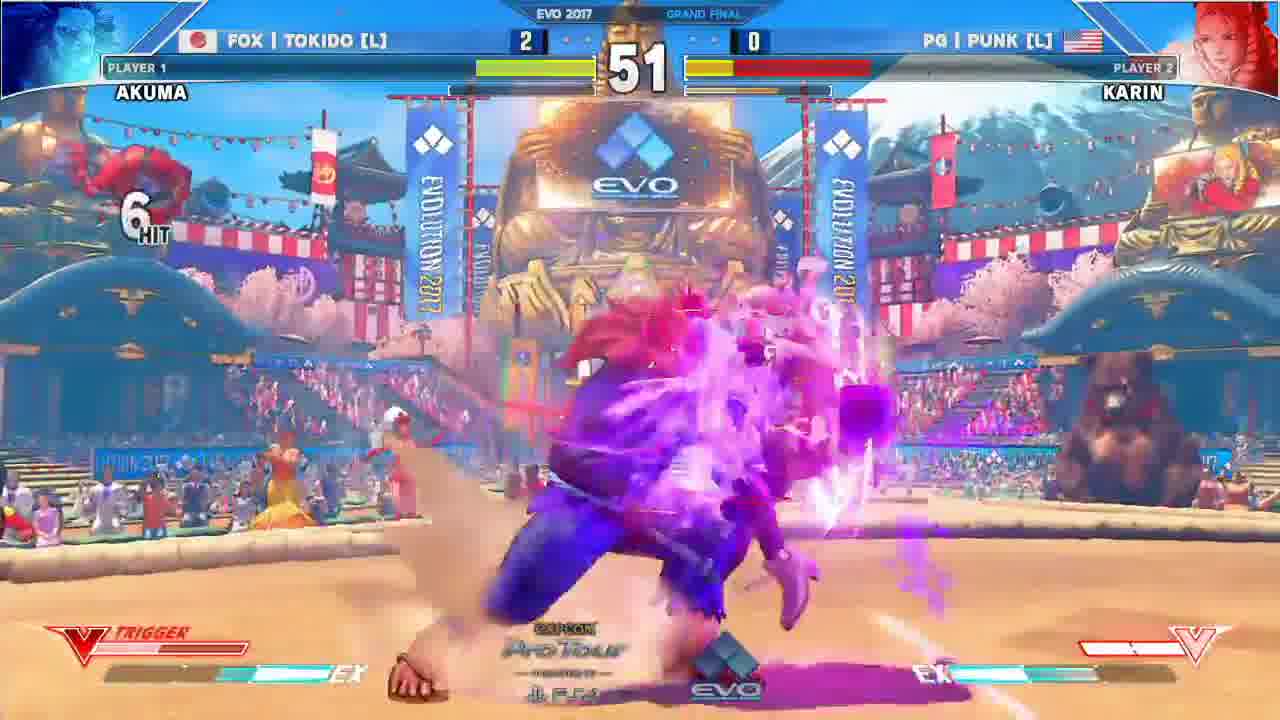 EVO 2017
GRAND FINAL
FOX | TOKIDO [L]
2
51
0
PG | PUNK [L]
PLAYER 1
PLAYER 2
AKUMA
KARIN
EVO
EVOLUTION 2017
6
HIT
TRIGGER
EX
EX
CAPCOM
Pro Tour
EVO